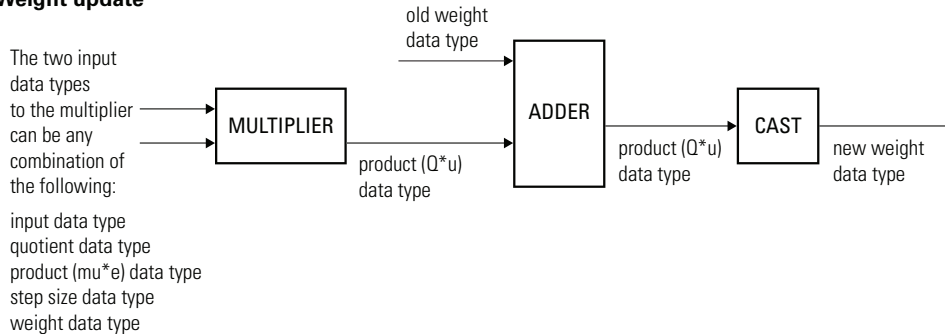 Weight update
old weight
data type
The two input
data types
to the multiplier
can be any
combination of
the following:
input data type
quotient data type
product (mu*e) data type
step size data type
weight data type
MULTIPLIER
product (Q*u)
data type
ADDER
product (Q*u)
data type
CAST
new weight
data type